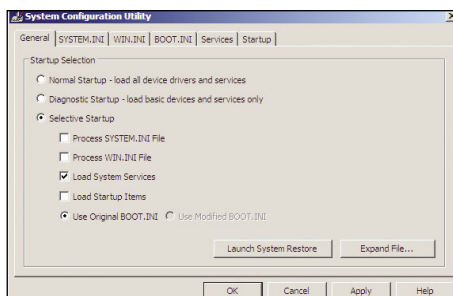 System Configuration Utility
General SYSTEM.INI WIN.INI BOOT.INI Services Startup
Startup Selection
Normal Startup - load all device drivers and services
Diagnostic Startup - load basic devices and services only
Selective Startup
Process SYSTEM.INI File
Process WIN.INI File
Load System Services
Load Startup Items
Use Original BOOT.INI Use Modified BOOT.INI
Launch System Restore Expand File...
OK Cancel Apply Help